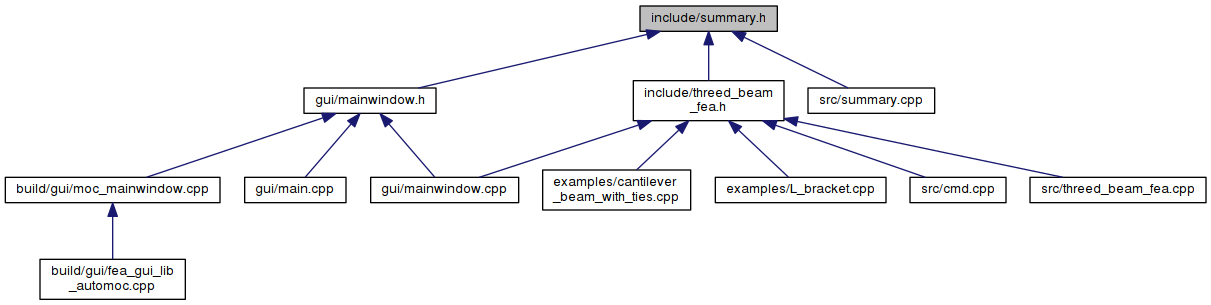 include/summary.h
gui/mainwindow.h
include/threed_beam
_fea.h
src/summary.cpp
build/gui/moc_mainwindow.cpp
gui/main.cpp
gui/mainwindow.cpp
examples/cantilever
_beam_with_ties.cpp
examples/L_bracket.cpp
src/cmd.cpp
src/threed_beam_fea.cpp
build/gui/fea_gui_lib
_automoc.cpp